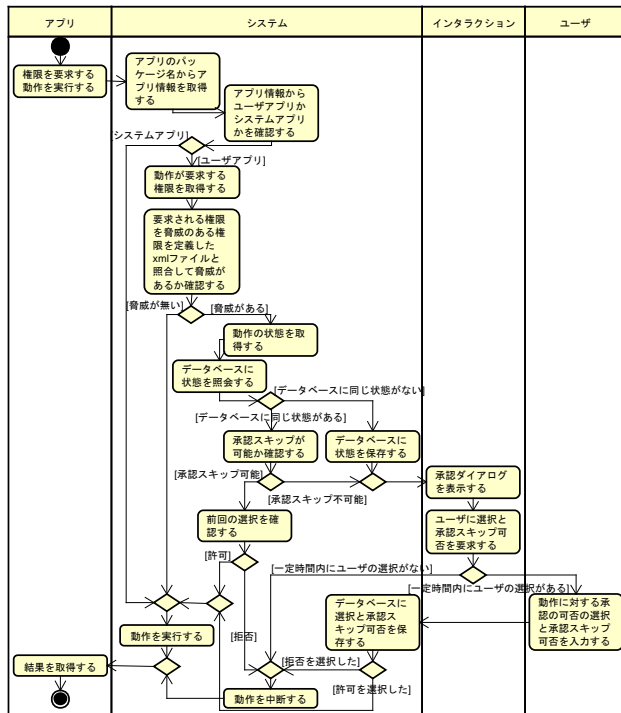 アプリ
システム
インタラクション
ユーザ
権限を要求する
動作を実行する
アプリのパッ
ケージ名からア
プリ情報を取得
する
アプリ情報から
ユーザアプリか
システムアプリ
かを確認する
[システムアプリ]
[ユーザアプリ]
動作が要求する
権限を取得する
要求される権限
を脅威のある権
限を定義した
xmlファイルと
照合して脅威が
あるか確認する
[脅威が無い]
[脅威がある]
動作の状態を取
得する
データベースに
状態を照会する
[データベースに同じ状態がない]
[データベースに同じ状態がある]
承認スキップが
可能か確認する
データベースに
状態を保存する
[承認スキップ可能]
[承認スキップ不可能]
承認ダイアログ
を表示する
前回の選択を確
認する
ユーザに選択と
承認スキップ可
否を要求する
[許可]
[一定時間内にユーザの選択がない]
[一定時間内にユーザの選択がある]
データベースに
選択と承認ス
キップ可否を保
存する
動作に対する承
認の可否の選択
と承認スキップ
可否を入力する
動作を実行する
[拒否]
結果を取得する
[拒否を選択した]
動作を中断する
[許可を選択した]